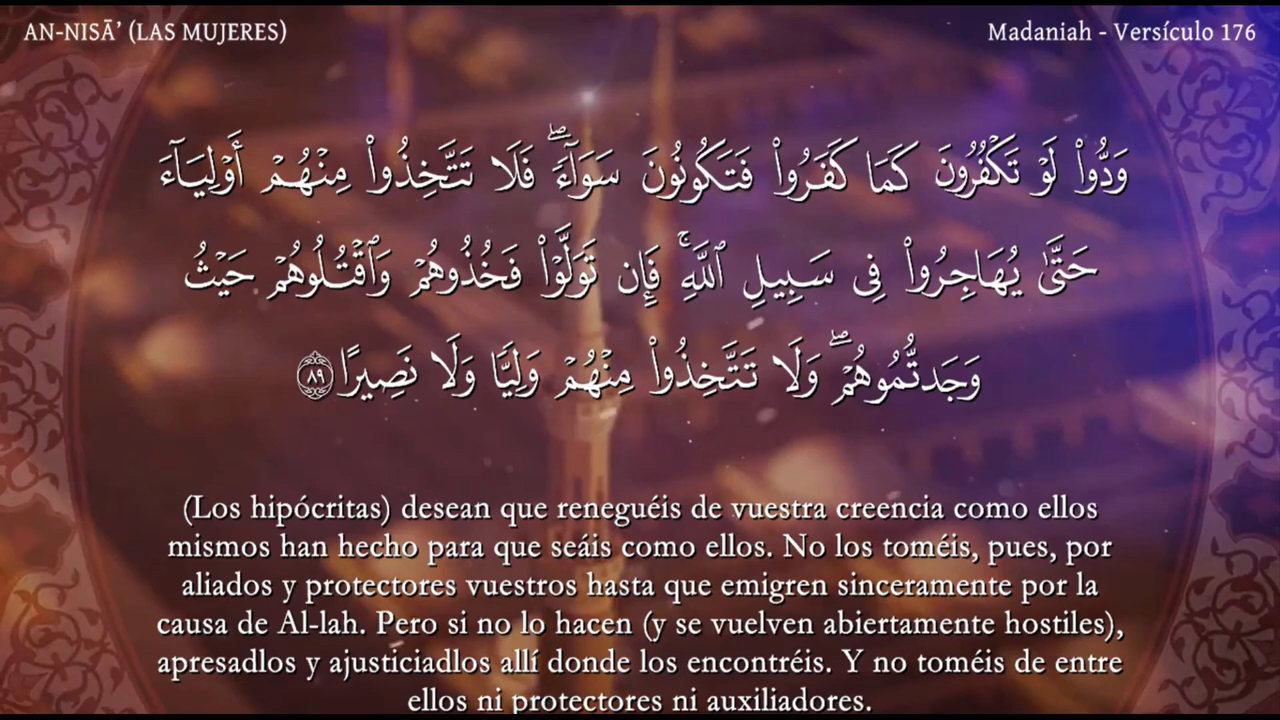 AN-NISĀ’ (LAS MUJERES)
Madaniah - Versículo 176
وَدُّوا۟ لَوْ تَكْفُرُونَ كَمَا كَفَرُوا۟ فَتَكُونُونَ سَوَآءً ۖ فَلَا تَتَّخِذُوا۟ مِنْهُمْ أَوْلِيَآءَ
حَتَّىٰ يُهَاجِرُوا۟ فِى سَبِيلِ ٱللَّهِ ۚ فَإِن تَوَلَّوْا۟ فَخُذُوهُمْ وَٱقْتُلُوهُمْ حَيْثُ
وَجَدتُّمُوهُمْ ۖ وَلَا تَتَّخِذُوا۟ مِنْهُمْ وَلِيًّا وَلَا نَصِيرًا ٨٩
(Los hipócritas) desean que reneguéis de vuestra creencia como ellos
mismos han hecho para que seáis como ellos. No los toméis, pues, por
aliados y protectores vuestros hasta que emigren sinceramente por la
causa de Al-lah. Pero si no lo hacen (y se vuelven abiertamente hostiles),
apresadlos y ajusticiadlos allí donde los encontréis. Y no toméis de entre
ellos ni protectores ni auxiliadores.